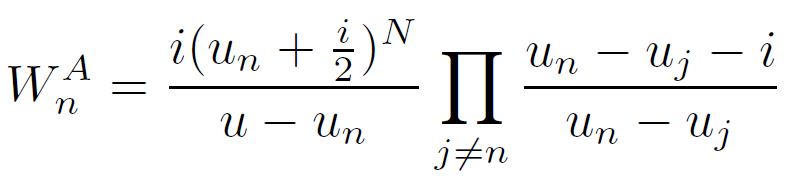 W_n^A = \frac{i(u_n + \frac{i}{2})^N}{u - u_n} \prod_{j \neq n} \frac{u_n - u_j - i}{u_n - u_j}